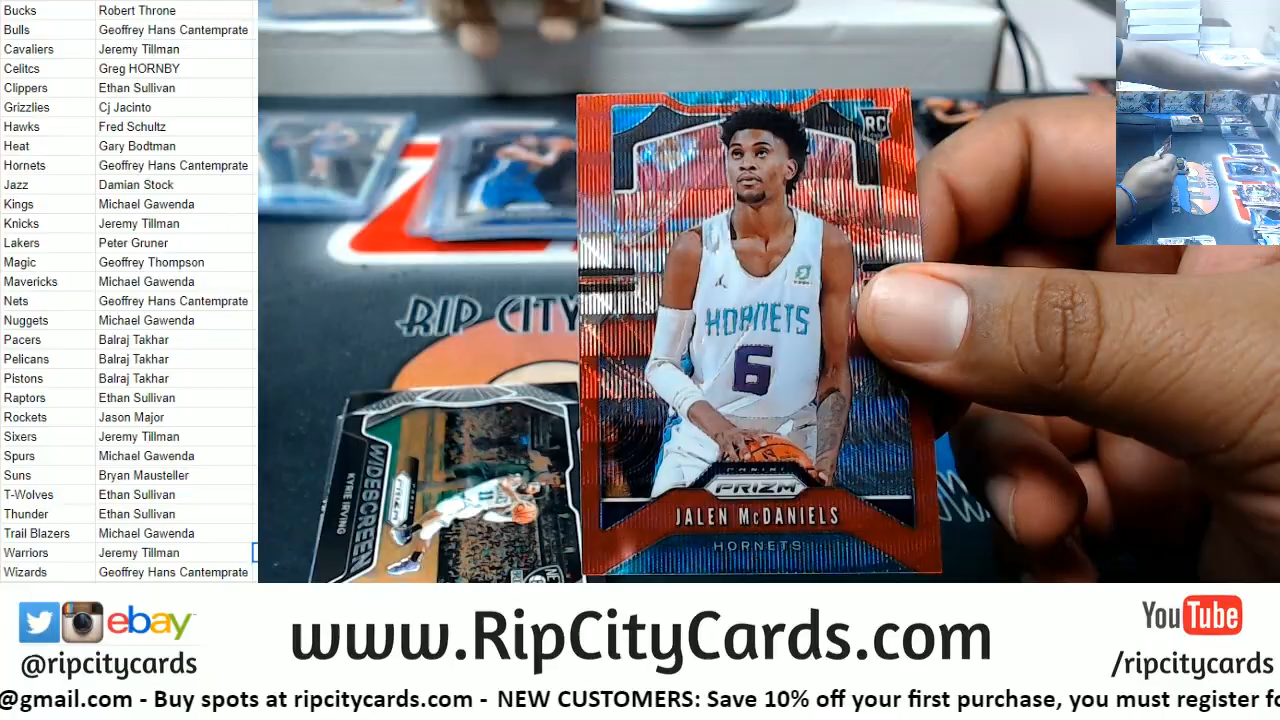 Bucks Robert Throne
Bulls Geoffrey Hans Cantemprate
Cavaliers Jeremy Tillman
Celitcs Greg HORNBY
Clippers Ethan Sullivan
Grizzlies Cj Jacinto
Hawks Fred Schultz
Heat Gary Bodtman
Hornets Geoffrey Hans Cantemprate
Jazz Damian Stock
Kings Michael Gawenda
Knicks Jeremy Tillman
Lakers Peter Gruner
Magic Geoffrey Thompson
Mavericks Michael Gawenda
Nets Geoffrey Hans Cantemprate
Nuggets Michael Gawenda
Pacers Balraj Takhar
Pelicans Balraj Takhar
Pistons Balraj Takhar
Raptors Ethan Sullivan
Rockets Jason Major
Sixers Jeremy Tillman
Spurs Michael Gawenda
Suns Bryan Mausteller
T-Wolves Ethan Sullivan
Thunder Ethan Sullivan
Trail Blazers Michael Gawenda
Warriors Jeremy Tillman
Wizards Geoffrey Hans Cantemprate
RC
HORNETS
6
PANINI
PRIZM
JALEN McDANIELS
HORNETS
RIP CITY
WIDESCREEN
KYRIE IRVING
PRIZM
ebay
@ripcitycards
www.RipCityCards.com
YouTube
/ripcitycards
@gmail.com - Buy spots at ripcitycards.com - NEW CUSTOMERS: Save 10% off your first purchase, you must register fo